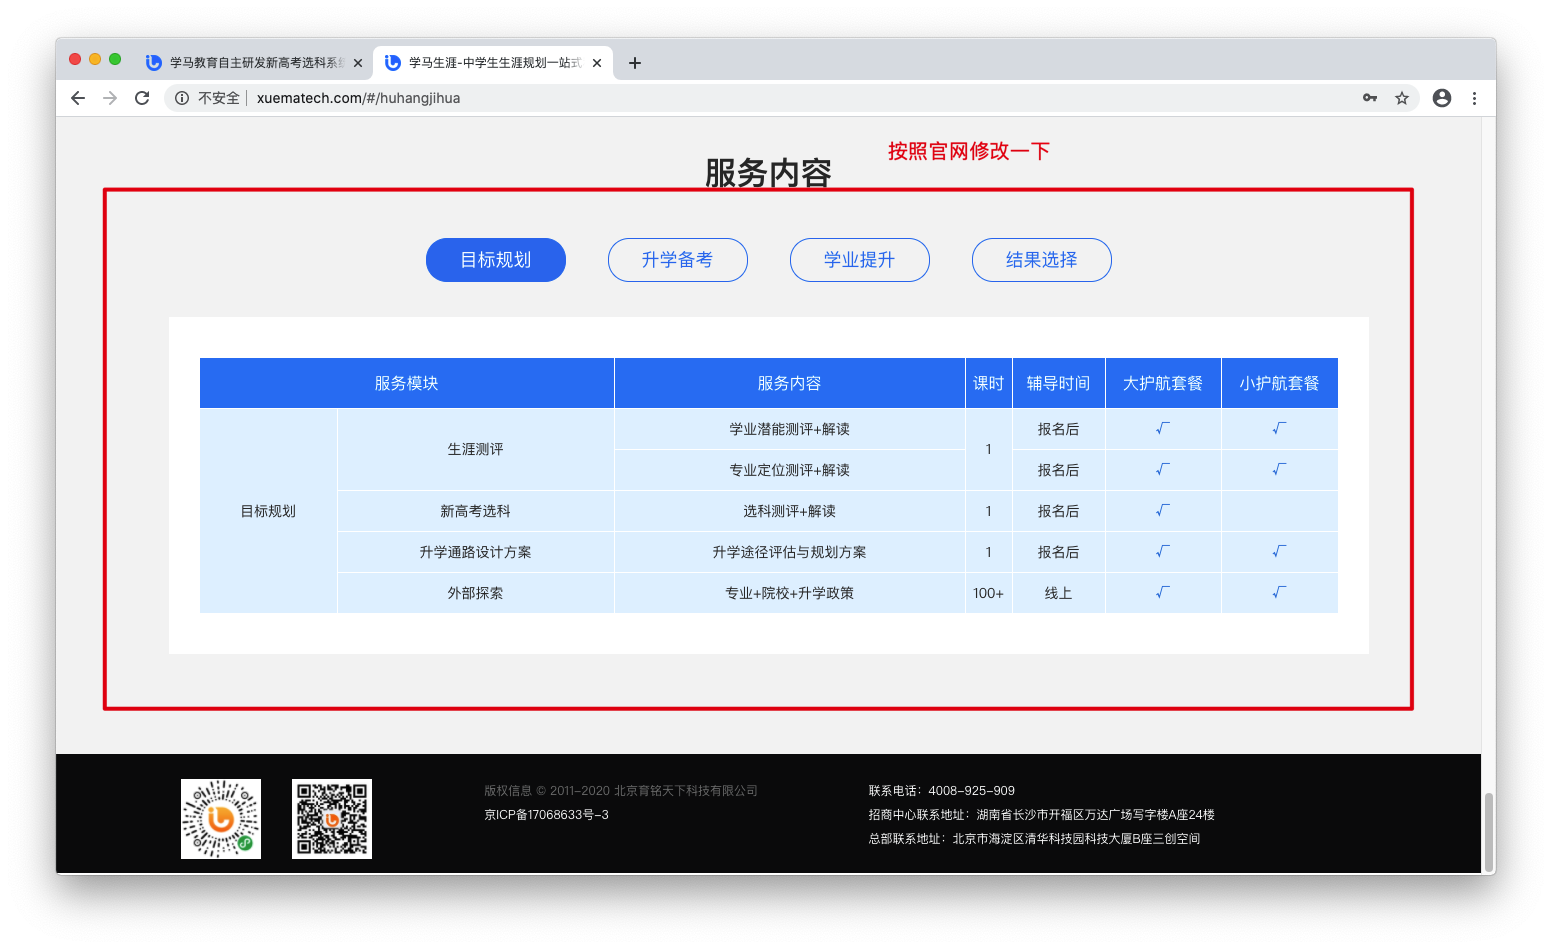 学马教育自主研发新高考选科系统
学马生涯-中学生生涯规划一站式
不安全
xuematech.com/#/huhangjihua
按照官网修改一下
服务内容
目标规划 升学备考 学业提升 结果选择
服务模块 服务内容 课时 辅导时间 大护航套餐 小护航套餐
目标规划
生涯测评 学业潜能测评+解读 1 报名后 √ √
专业定位测评+解读 报名后 √ √
新高考选科 选科测评+解读 1 报名后 √
升学通路设计方案 升学途径评估与规划方案 1 报名后 √ √
外部探索 专业+院校+升学政策 100+ 线上 √ √
版权信息 © 2011-2020 北京育铭天下科技有限公司
京ICP备17068633号-3
联系电话：4008-925-909
招商中心联系地址：湖南省长沙市开福区万达广场写字楼A座24楼
总部联系地址：北京市海淀区清华科技园科技大厦B座三创空间